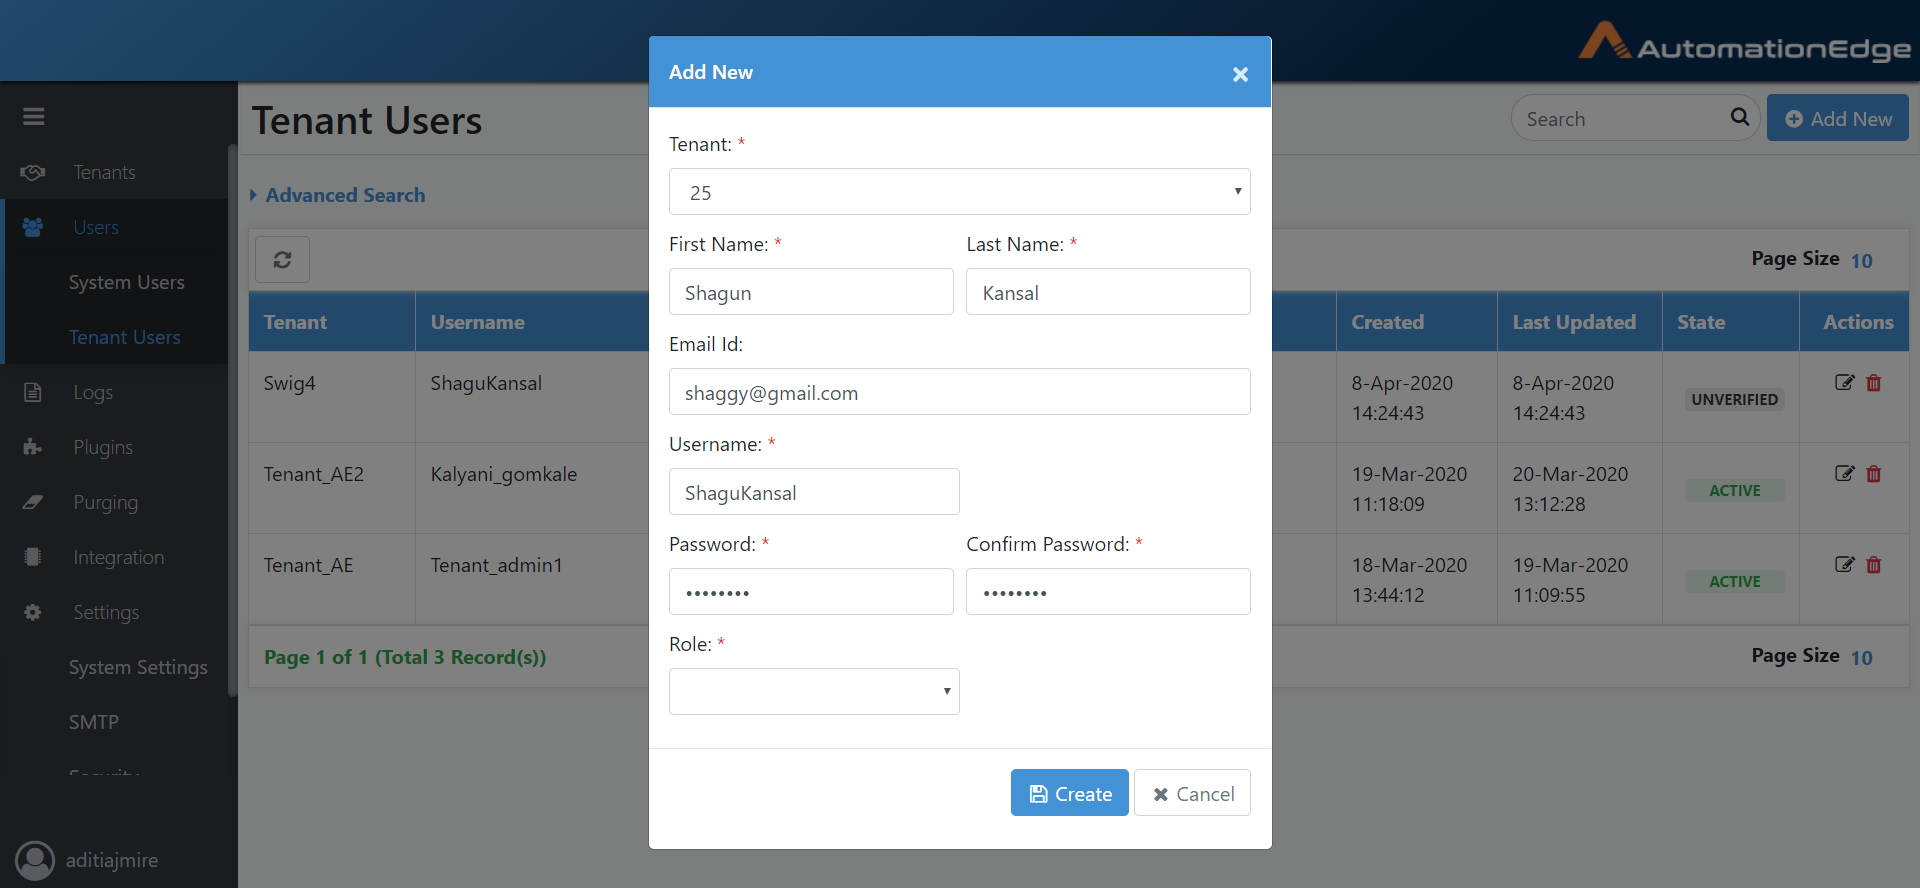 AutomationEdge
Tenant Users
Search
Add New
Tenants
Users
System Users
Tenant Users
Logs
Plugins
Purging
Integration
Settings
System Settings
SMTP
Security
aditiajmire
Advanced Search
Page Size 10
Tenant Username Created Last Updated State Actions
Swig4 ShaguKansal 8-Apr-2020 8-Apr-2020 UNVERIFIED
14:24:43 14:24:43
Tenant_AE2 Kalyani_gomkale 19-Mar-2020 20-Mar-2020 ACTIVE
11:18:09 13:12:28
Tenant_AE Tenant_admin1 18-Mar-2020 19-Mar-2020 ACTIVE
13:44:12 11:09:55
Page 1 of 1 (Total 3 Record(s)) Page Size 10
Add New
Tenant: *
25
First Name: * Last Name: *
Shagun Kansal
Email Id:
shaggy@gmail.com
Username: *
ShaguKansal
Password: * Confirm Password: *
•••••••• ••••••••
Role: *
Create Cancel